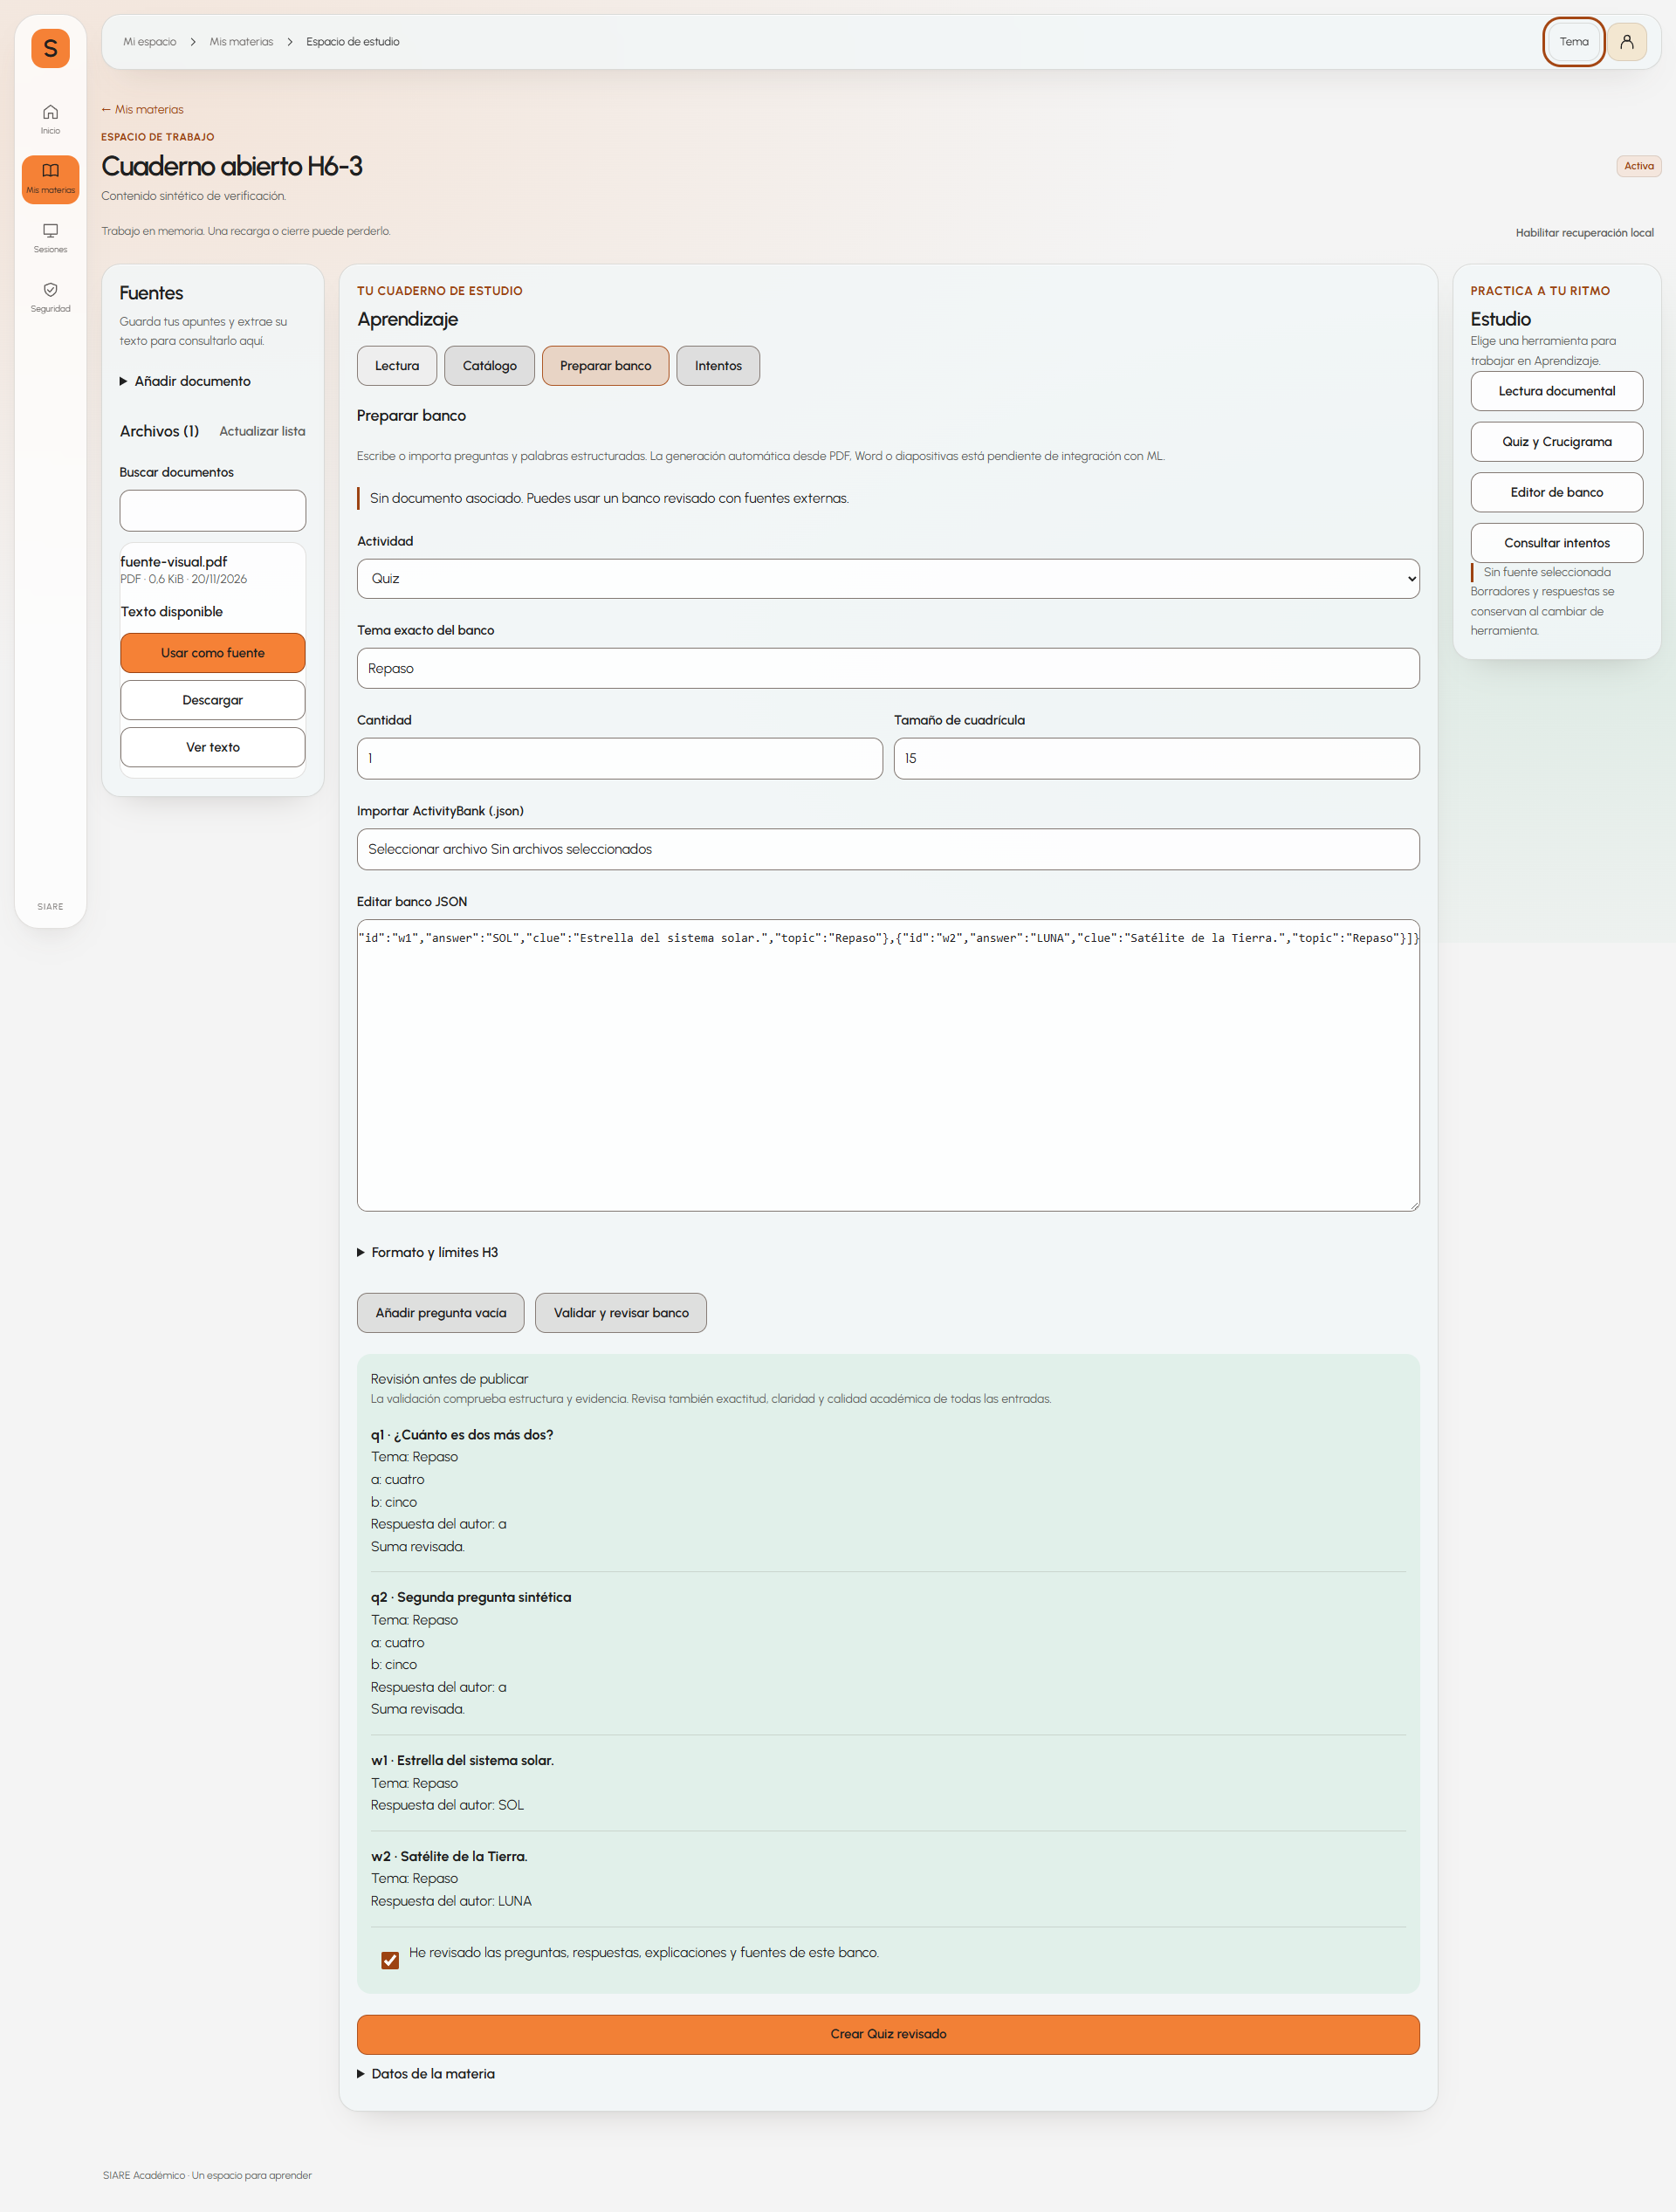 S
Inicio
Mis materias
Sesiones
Seguridad
SIARE
Mi espacio > Mis materias > Espacio de estudio
Tema
← Mis materias
ESPACIO DE TRABAJO
Cuaderno abierto H6-3
Activa
Contenido sintético de verificación.
Trabajo en memoria. Una recarga o cierre puede perderlo.
Habilitar recuperación local
Fuentes
Guarda tus apuntes y extrae su
texto para consultarlo aquí.
Añadir documento
Archivos (1)
Actualizar lista
Buscar documentos
fuente-visual.pdf
PDF · 0,6 KiB · 20/11/2026
Texto disponible
Usar como fuente
Descargar
Ver texto
TU CUADERNO DE ESTUDIO
Aprendizaje
Lectura
Catálogo
Preparar banco
Intentos
Preparar banco
Escribe o importa preguntas y palabras estructuradas. La generación automática desde PDF, Word o diapositivas está pendiente de integración con ML.
Sin documento asociado. Puedes usar un banco revisado con fuentes externas.
Actividad
Quiz
Tema exacto del banco
Repaso
Cantidad
Tamaño de cuadrícula
1
15
Importar ActivityBank (.json)
Seleccionar archivo Sin archivos seleccionados
Editar banco JSON
"id":"w1","answer":"SOL","clue":"Estrella del sistema solar.","topic":"Repaso"},{"id":"w2","answer":"LUNA","clue":"Satélite de la Tierra.","topic":"Repaso"}]}
Formato y límites H3
Añadir pregunta vacía
Validar y revisar banco
Revisión antes de publicar
La validación comprueba estructura y evidencia. Revisa también exactitud, claridad y calidad académica de todas las entradas.
q1 · ¿Cuánto es dos más dos?
Tema: Repaso
a: cuatro
b: cinco
Respuesta del autor: a
Suma revisada.
q2 · Segunda pregunta sintética
Tema: Repaso
a: cuatro
b: cinco
Respuesta del autor: a
Suma revisada.
w1 · Estrella del sistema solar.
Tema: Repaso
Respuesta del autor: SOL
w2 · Satélite de la Tierra.
Tema: Repaso
Respuesta del autor: LUNA
He revisado las preguntas, respuestas, explicaciones y fuentes de este banco.
Crear Quiz revisado
Datos de la materia
PRACTICA A TU RITMO
Estudio
Elige una herramienta para
trabajar en Aprendizaje.
Lectura documental
Quiz y Crucigrama
Editor de banco
Consultar intentos
Sin fuente seleccionada
Borradores y respuestas se
conservan al cambiar de
herramienta.
SIARE Académico · Un espacio para aprender